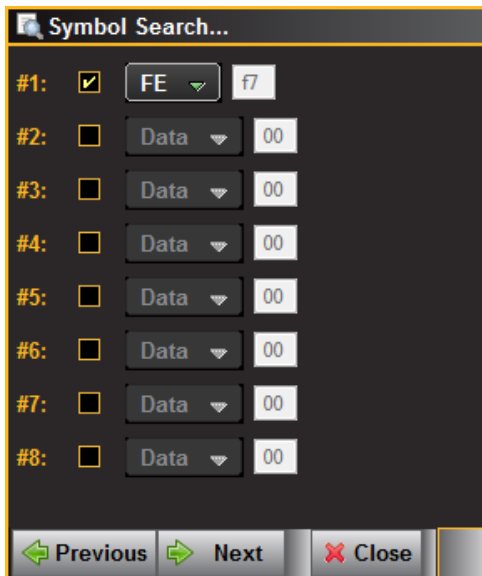 Symbol Search...
#1: FE f7
#2: Data 00
#3: Data 00
#4: Data 00
#5: Data 00
#6: Data 00
#7: Data 00
#8: Data 00
Previous Next Close